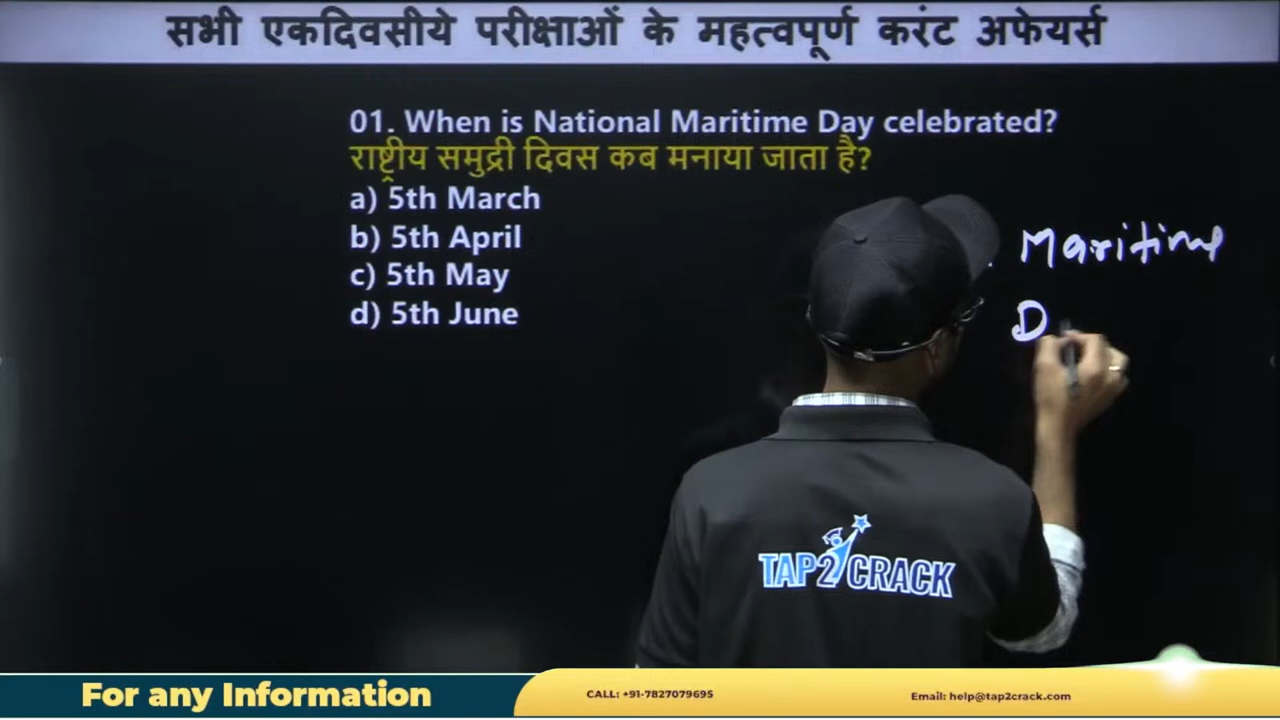 सभी एकदिवसीये परीक्षाओं के महत्वपूर्ण करंट अफेयर्स
01. When is National Maritime Day celebrated?
राष्ट्रीय समुद्री दिवस कब मनाया जाता है?
a) 5th March
b) 5th April
c) 5th May
d) 5th June
Maritime
D
TAP2CRACK
For any Information
CALL: +91-7827079695
Email: help@tap2crack.com